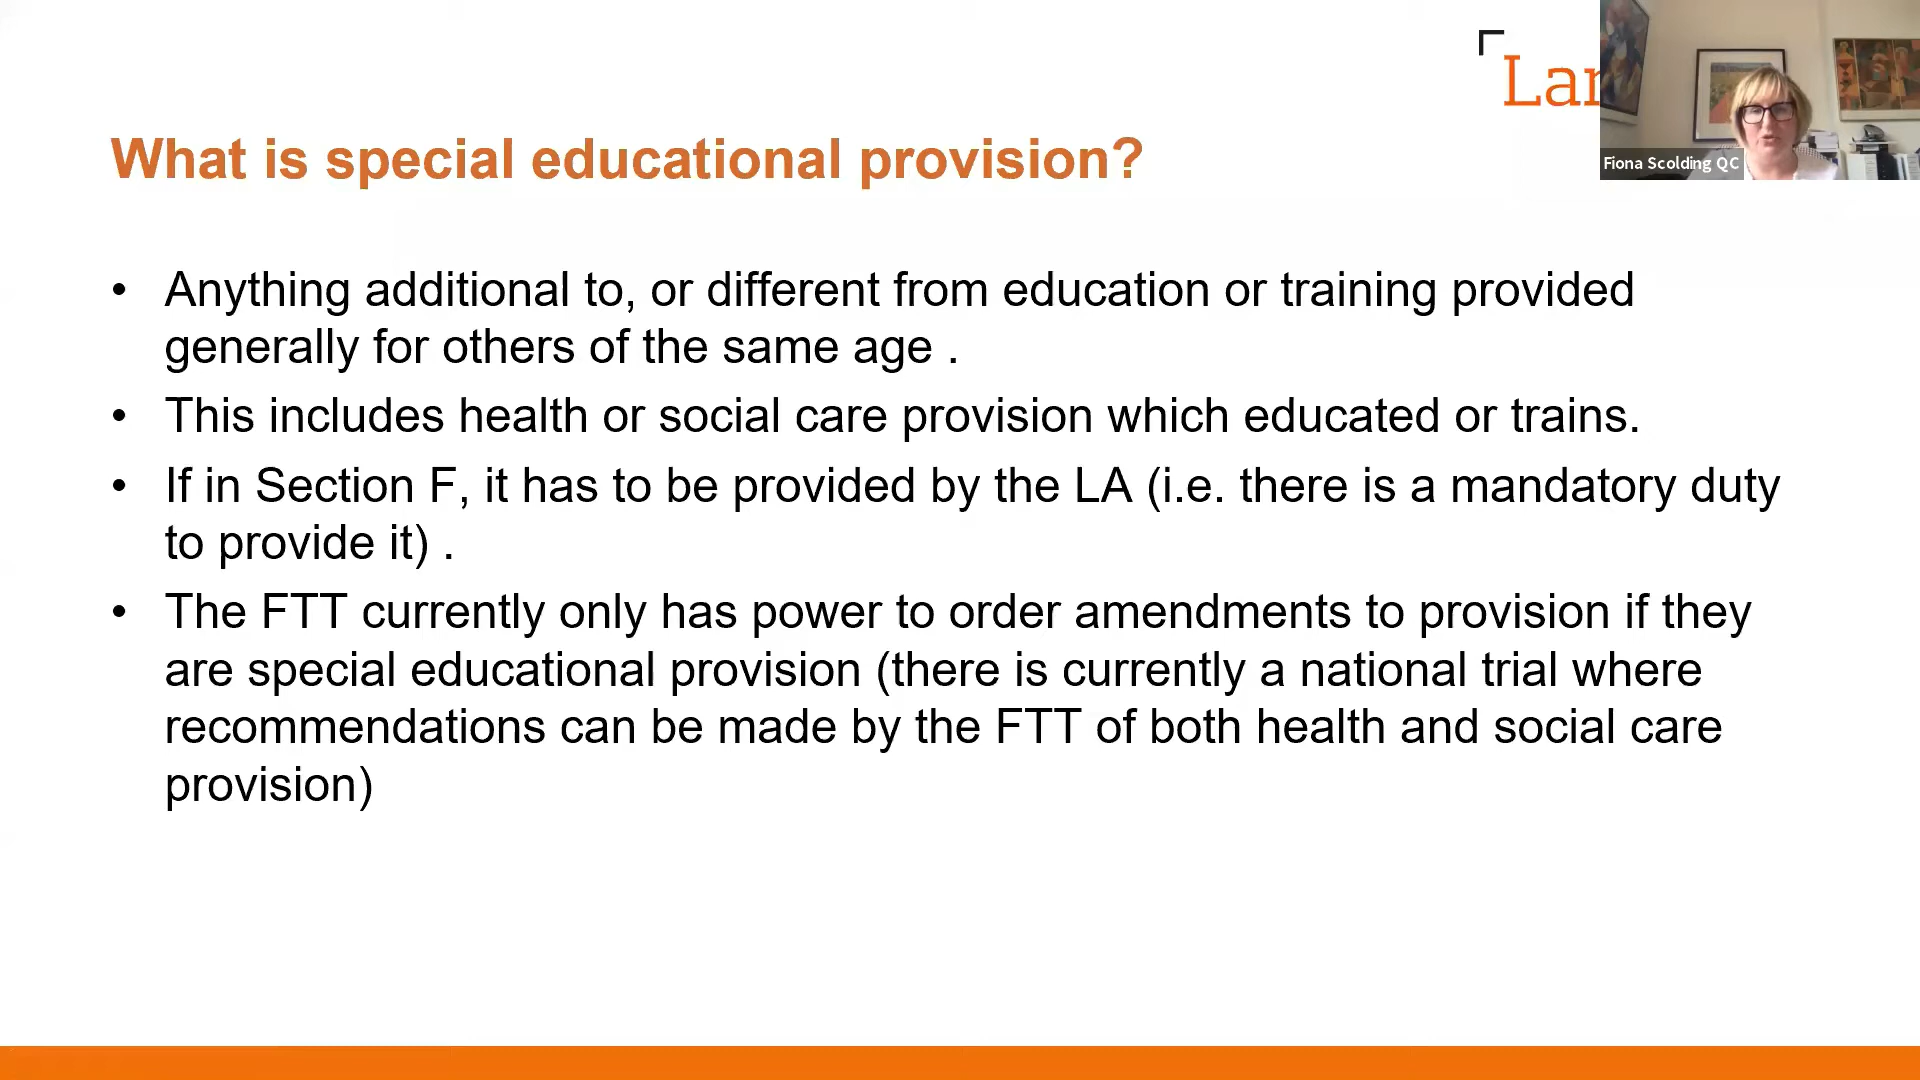 Lar
Fiona Scolding QC
What is special educational provision?
• Anything additional to, or different from education or training provided
generally for others of the same age .
• This includes health or social care provision which educated or trains.
• If in Section F, it has to be provided by the LA (i.e. there is a mandatory duty
to provide it) .
• The FTT currently only has power to order amendments to provision if they
are special educational provision (there is currently a national trial where
recommendations can be made by the FTT of both health and social care
provision)